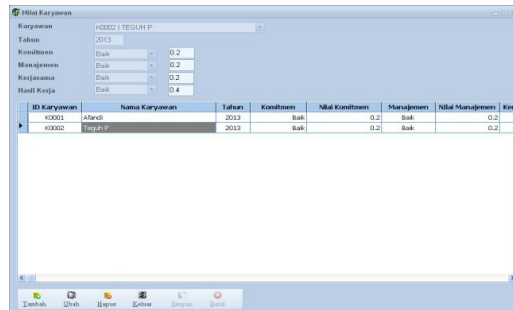 Nilai Karyawan
Karyawan K0002 | TEGUH P
Tahun 2013
Komitmen Baik 0.2
Manajemen Baik 0.2
Kerjasama Baik 0.2
Hasil Kerja Baik 0.4
ID Karyawan Nama Karyawan Tahun Komitmen Nilai Komitmen Manajemen Nilai Manajemen Ker
K0001 Afandi 2013 Baik 0.2 Baik 0.2
K0002 Teguh P 2013 Baik 0.2 Baik 0.2
Tambah Ubah Hapus Keluar Simpan Batal